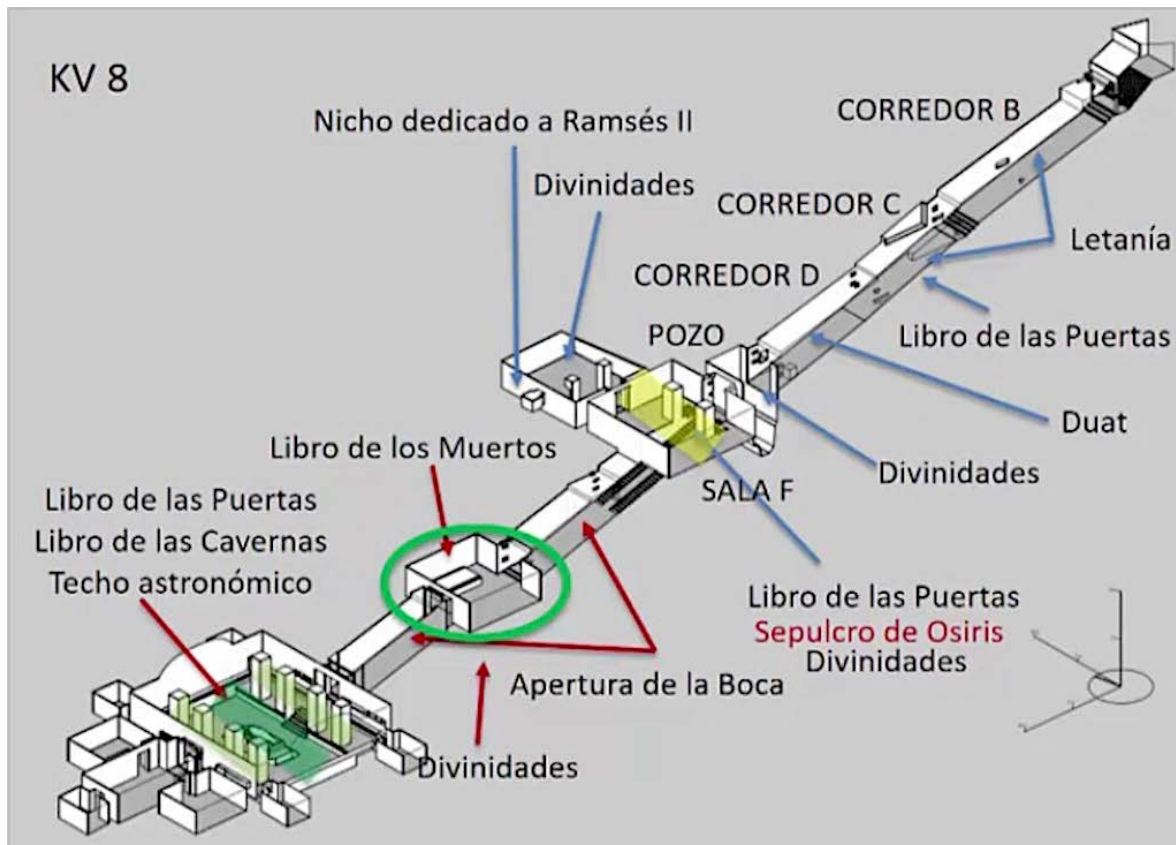 KV 8
CORREDOR B
Nicho dedicado a Ramsés II
Divinidades
CORREDOR C
Letanía
CORREDOR D
POZO
Libro de las Puertas
Duat
Libro de los Muertos
Divinidades
SALA F
Libro de las Puertas
Libro de las Cavernas
Techo astronómico
Libro de las Puertas
Sepulcro de Osiris
Divinidades
Apertura de la Boca
Divinidades